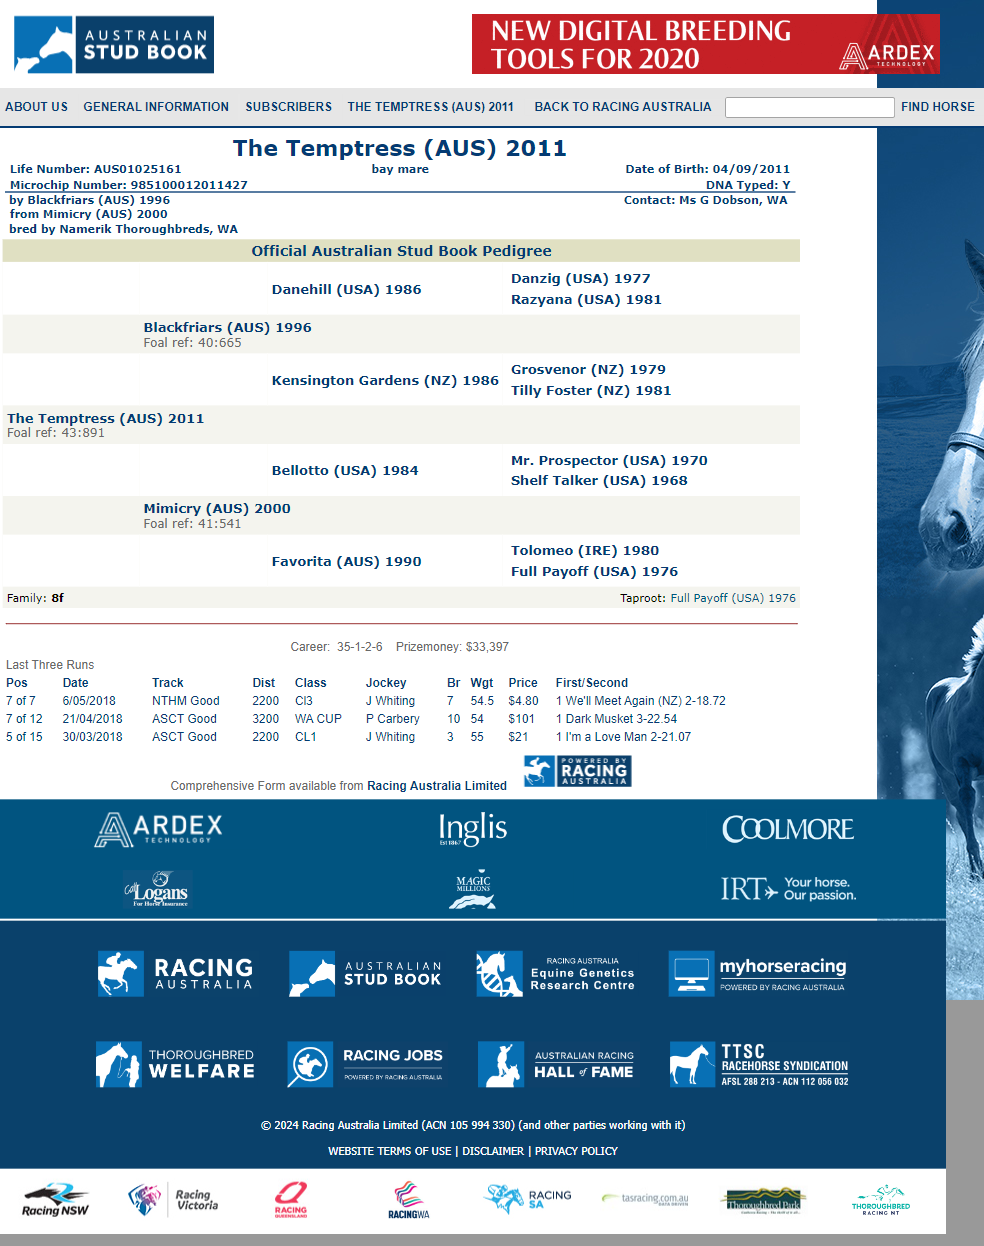 AUSTRALIAN
STUD BOOK
NEW DIGITAL BREEDING
TOOLS FOR 2020
ARDEX
TECHNOLOGY
ABOUT US GENERAL INFORMATION SUBSCRIBERS THE TEMPTRESS (AUS) 2011 BACK TO RACING AUSTRALIA FIND HORSE
The Temptress (AUS) 2011
Life Number: AUS01025161 bay mare Date of Birth: 04/09/2011
Microchip Number: 985100012011427 DNA Typed: Y
by Blackfriars (AUS) 1996 Contact: Ms G Dobson, WA
from Mimicry (AUS) 2000
bred by Namerik Thoroughbreds, WA
Official Australian Stud Book Pedigree
Danzig (USA) 1977
Danehill (USA) 1986
Razyana (USA) 1981
Blackfriars (AUS) 1996
Foal ref: 40:665
Grosvenor (NZ) 1979
Kensington Gardens (NZ) 1986
Tilly Foster (NZ) 1981
The Temptress (AUS) 2011
Foal ref: 43:891
Mr. Prospector (USA) 1970
Bellotto (USA) 1984
Shelf Talker (USA) 1968
Mimicry (AUS) 2000
Foal ref: 41:541
Tolomeo (IRE) 1980
Favorita (AUS) 1990
Full Payoff (USA) 1976
Family: 8f Taproot: Full Payoff (USA) 1976
Career: 35-1-2-6 Prizemoney: $33,397
Last Three Runs
Pos Date Track Dist Class Jockey Br Wgt Price First/Second
7 of 7 6/05/2018 NTHM Good 2200 Cl3 J Whiting 7 54.5 $4.80 1 We'll Meet Again (NZ) 2-18.72
7 of 12 21/04/2018 ASCT Good 3200 WA CUP P Carbery 10 54 $101 1 Dark Musket 3-22.54
5 of 15 30/03/2018 ASCT Good 2200 CL1 J Whiting 3 55 $21 1 I'm a Love Man 2-21.07
POWERED BY
RACING
AUSTRALIA
Comprehensive Form available from Racing Australia Limited
ARDEX
TECHNOLOGY
Inglis
Est 1867
COOLMORE
Logans
For Horse Insurance
MAGIC
MILLIONS
IRT Your horse.
Our passion.
RACING
AUSTRALIA
AUSTRALIAN
STUD BOOK
RACING AUSTRALIA
Equine Genetics
Research Centre
myhorseracing
POWERED BY RACING AUSTRALIA
THOROUGHBRED
WELFARE
RACING JOBS
POWERED BY RACING AUSTRALIA
AUSTRALIAN RACING
HALL of FAME
TTSC
RACEHORSE SYNDICATION
AFSL 288 213 - ACN 112 056 032
© 2024 Racing Australia Limited (ACN 105 994 330) (and other parties working with it)
WEBSITE TERMS OF USE | DISCLAIMER | PRIVACY POLICY
Racing NSW
Racing
Victoria
RACING
QUEENSLAND
RACINGWA
RACING
SA
tasracing.com.au
Thoroughbred Park
THOROUGHBRED
RACING NT